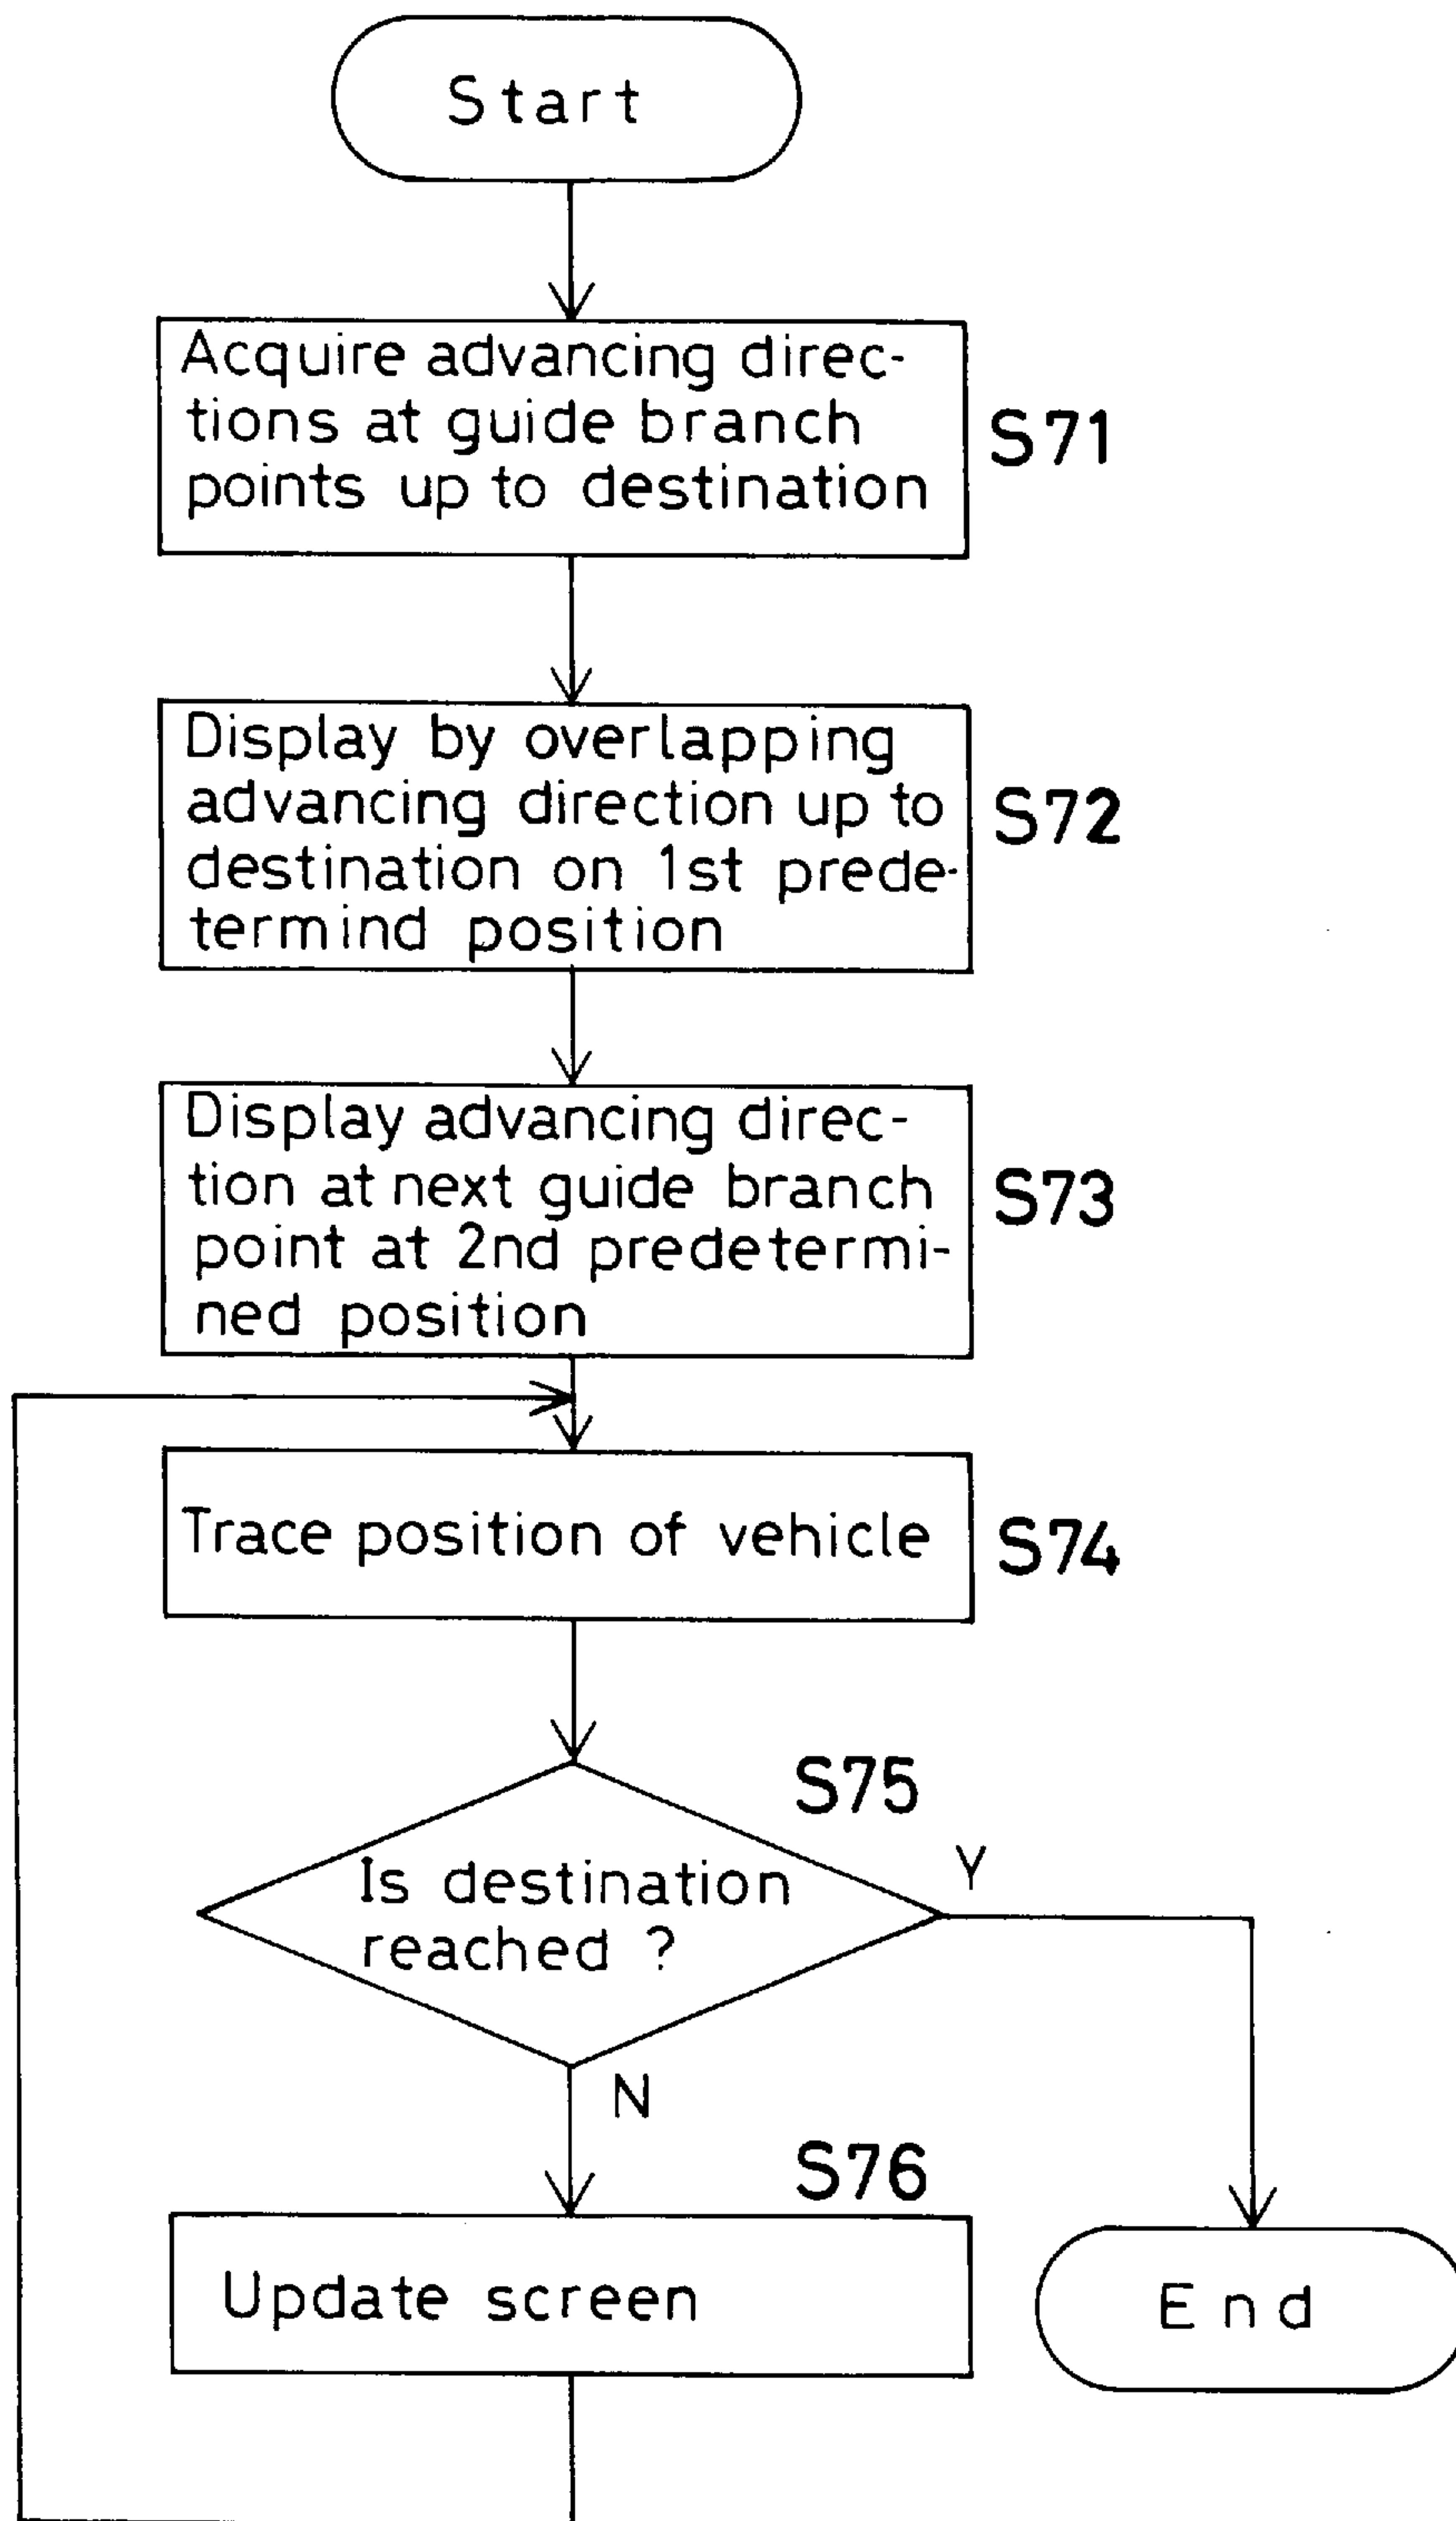 Start
Acquire advancing direc-
tions at guide branch
points up to destination
S71
Display by overlapping
advancing direction up to
destination on 1st prede-
termind position
S72
Display advancing direc-
tion at next guide branch
point at 2nd predetermi-
ned position
S73
Trace position of vehicle
S74
S75
Is destination
reached ?
Y
N
S76
Update screen
End